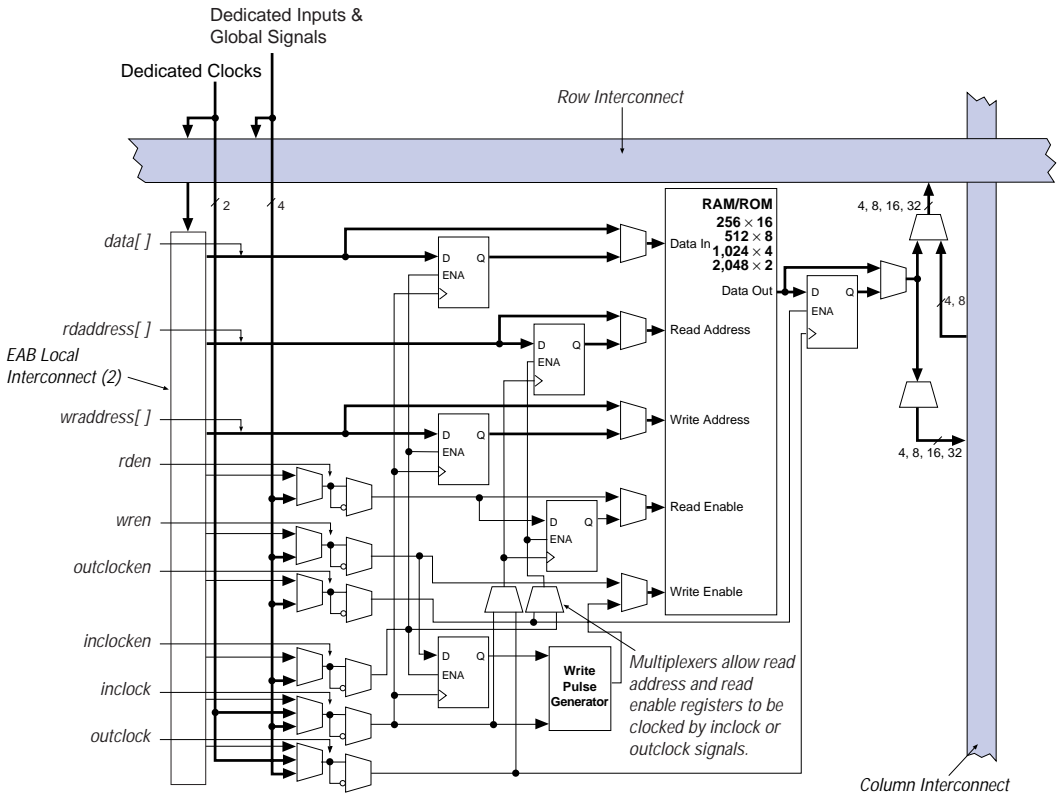 Dedicated Inputs &
Global Signals
Dedicated Clocks
Row Interconnect
2
4
4, 8, 16, 32
RAM/ROM
256 × 16
512 × 8
1,024 × 4
2,048 × 2
data[ ]
D
Q
ENA
Data In
Data Out
D
Q
ENA
4, 8
rdaddress[ ]
D
Q
ENA
Read Address
EAB Local
Interconnect (2)
wraddress[ ]
D
Q
ENA
Write Address
4, 8, 16, 32
rden
Read Enable
wren
D
Q
ENA
outclocken
Write Enable
inclocken
D
Q
ENA
Write
Pulse
Generator
Multiplexers allow read
address and read
enable registers to be
clocked by inclock or
outclock signals.
inclock
outclock
Column Interconnect